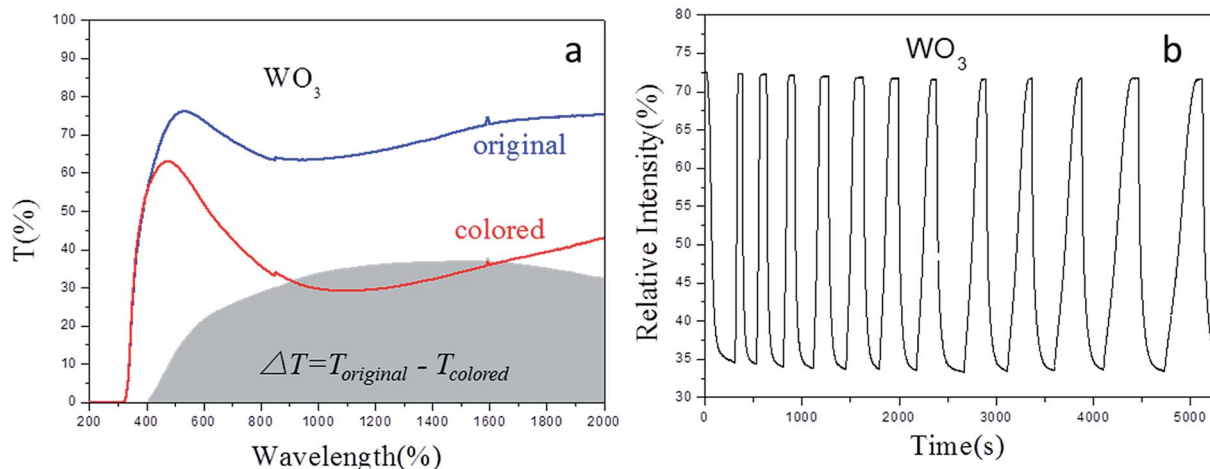 a
WO3
original
colored
△T=Toriginal - Tcolored
T(%)
100
90
80
70
60
50
40
30
20
10
0
200 400 600 800 1000 1200 1400 1600 1800 2000
Wavelength(%)
b
WO3
Relative Intensity(%)
80
75
70
65
60
55
50
45
40
35
30
0 1000 2000 3000 4000 5000
Time(s)